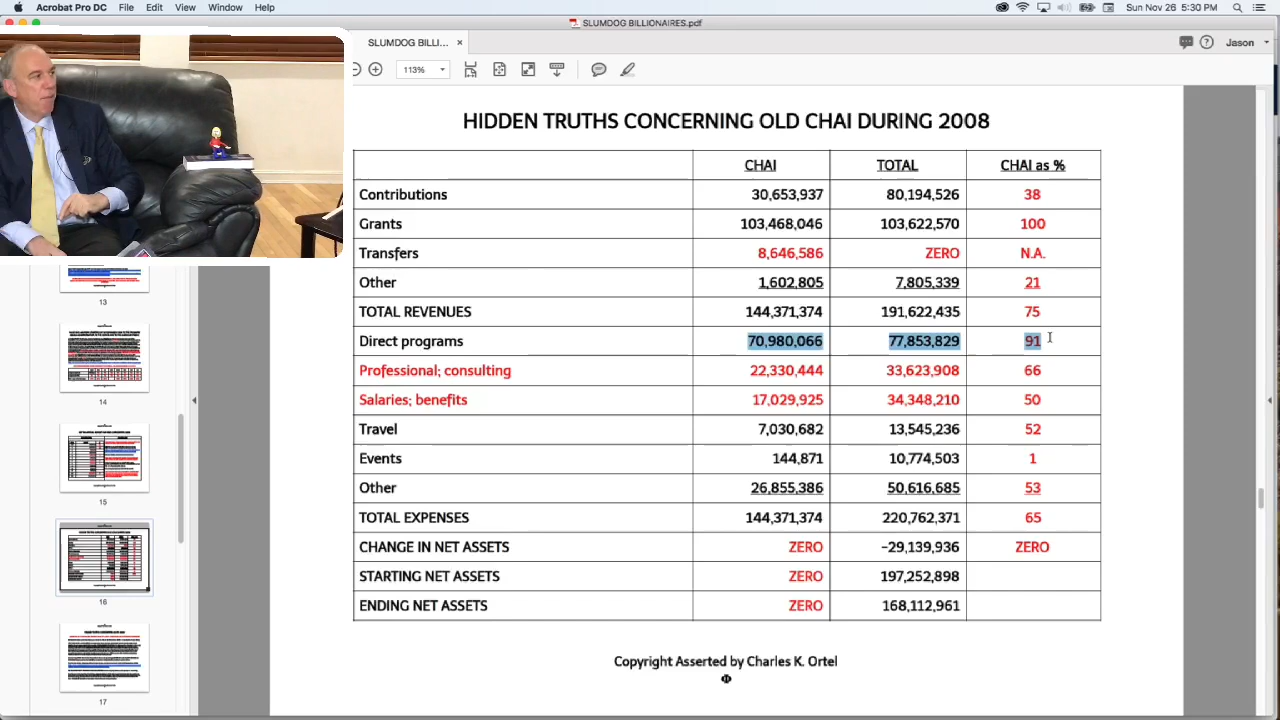 Acrobat Pro DC File Edit View Window Help Sun Nov 26 5:30 PM
SLUMDOG BILLIONAIRES.pdf
SLUMDOG BILLI... × Jason
113%
HIDDEN TRUTHS CONCERNING OLD CHAI DURING 2008
CHAI TOTAL CHAI as %
Contributions 30,653,937 80,194,526 38
Grants 103,468,046 103,622,570 100
Transfers 8,646,586 ZERO N.A.
Other 1,602,805 7,805,339 21
TOTAL REVENUES 144,371,374 191,622,435 75
Direct programs 70,980,066 77,853,829 91
Professional; consulting 22,330,444 33,623,908 66
Salaries; benefits 17,029,925 34,348,210 50
Travel 7,030,682 13,545,236 52
Events 144,871 10,774,503 1
Other 26,855,386 50,616,685 53
TOTAL EXPENSES 144,371,374 220,762,371 65
CHANGE IN NET ASSETS ZERO -29,139,936 ZERO
STARTING NET ASSETS ZERO 197,252,898
ENDING NET ASSETS ZERO 168,112,961
Copyright Asserted by Charles K. Ortel
13
14
15
16
17